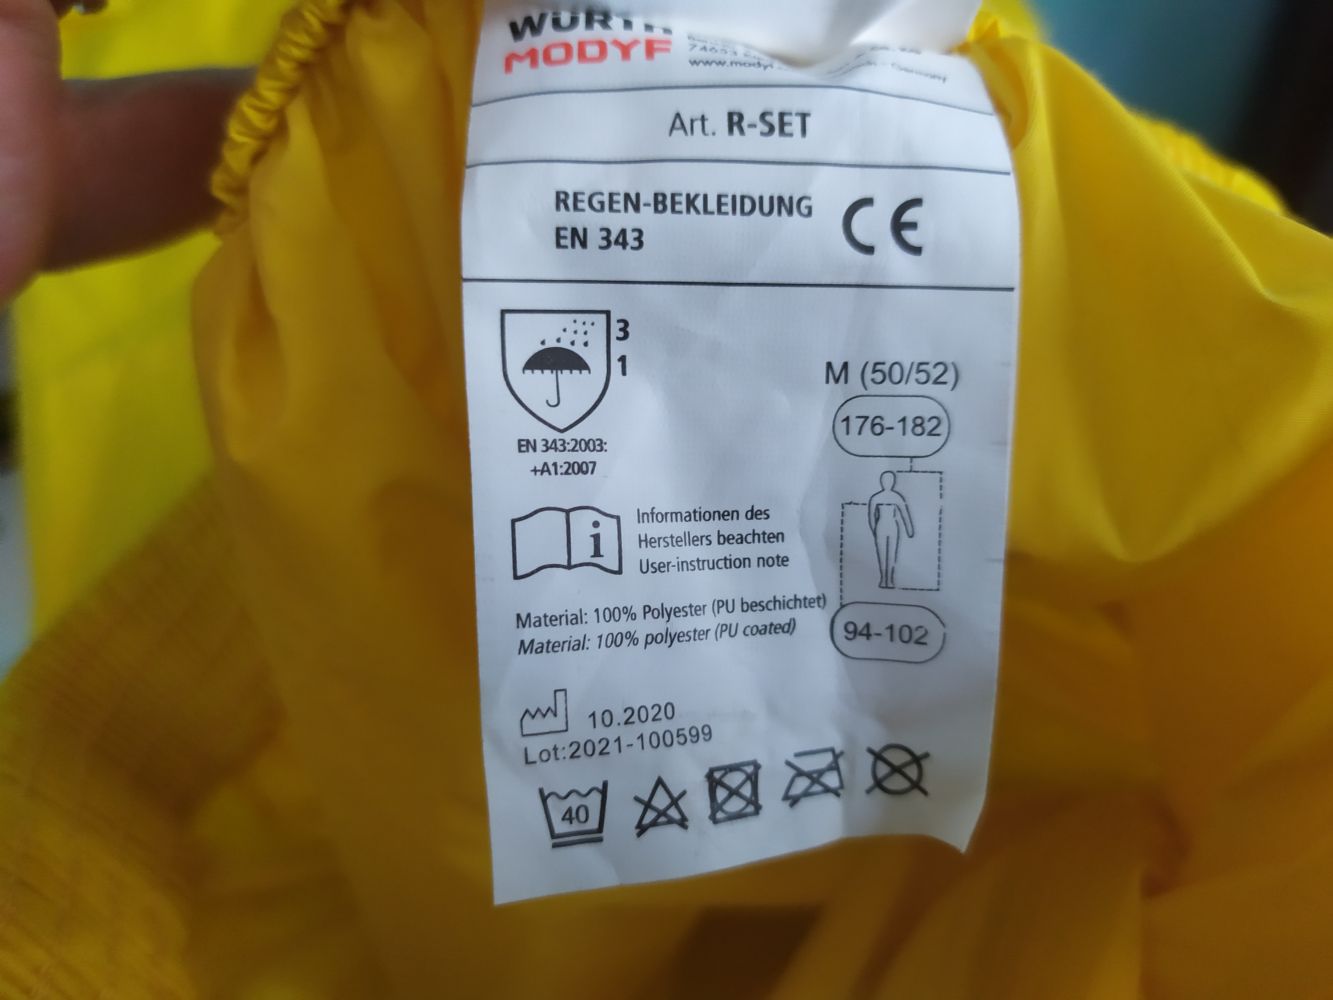 WÜRTH
MODYF
www.modyf
Germany
Art. R-SET
REGEN-BEKLEIDUNG
EN 343
CE
3
1
EN 343:2003:
+A1:2007
M (50/52)
176-182
i
Informationen des
Herstellers beachten
User-instruction note
Material: 100% Polyester (PU beschichtet)
Material: 100% polyester (PU coated)
94-102
10.2020
Lot:2021-100599
40